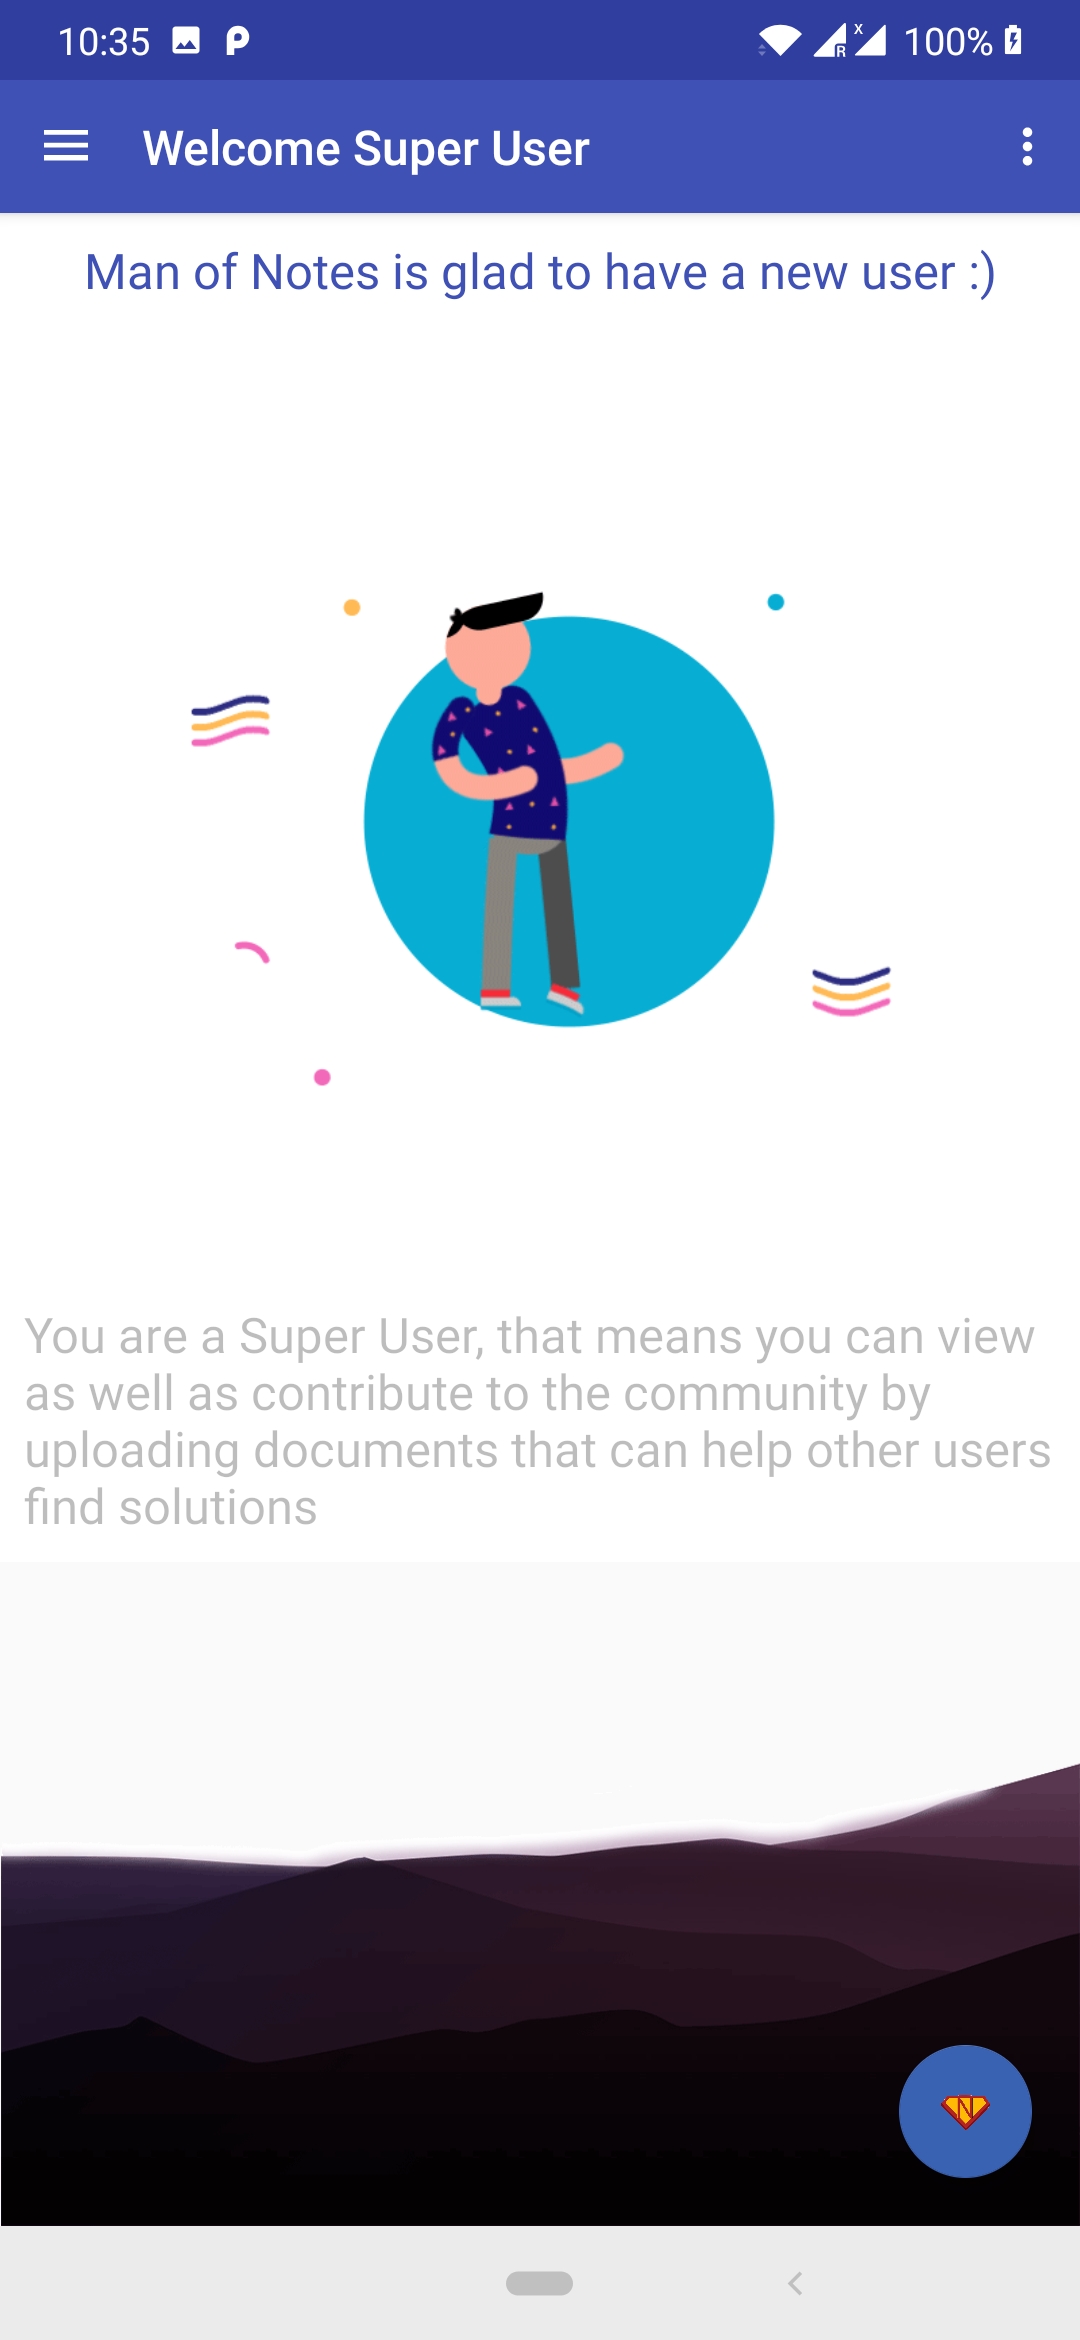 10:35
R x 100%
Welcome Super User
Man of Notes is glad to have a new user :)
You are a Super User, that means you can view
as well as contribute to the community by
uploading documents that can help other users
find solutions
N